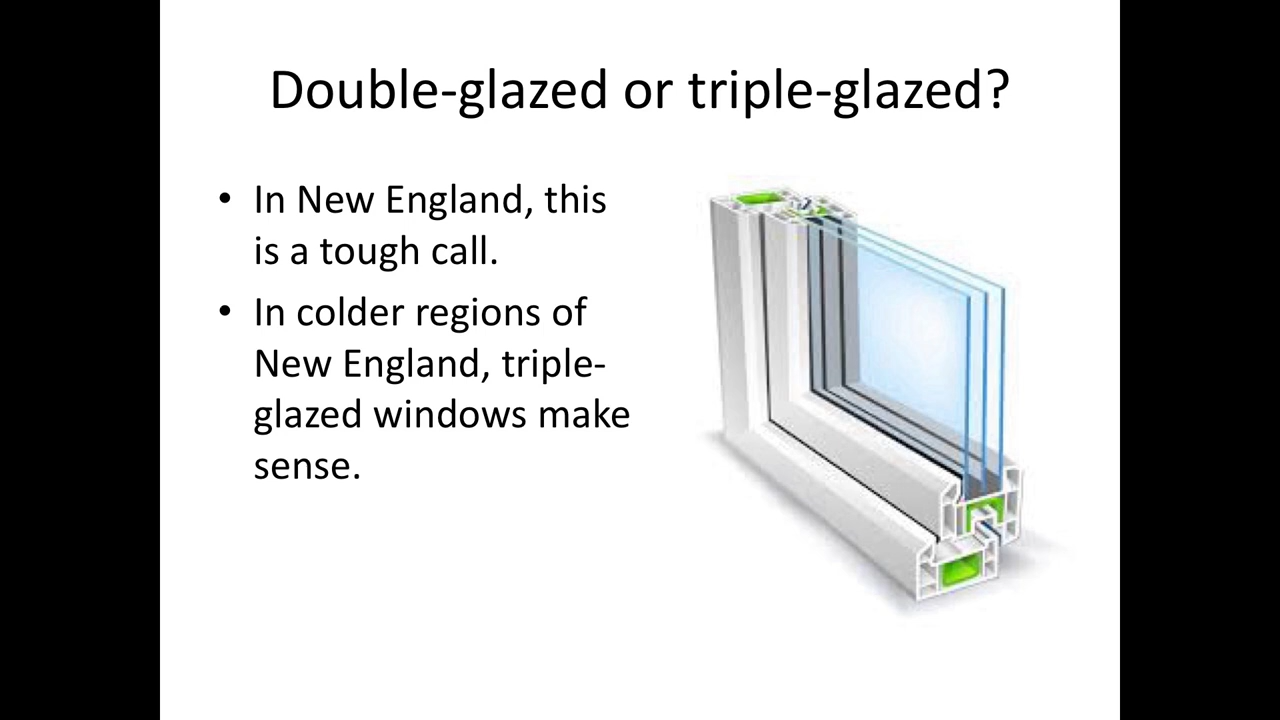 Double-glazed or triple-glazed?
• In New England, this
is a tough call.
• In colder regions of
New England, triple-
glazed windows make
sense.